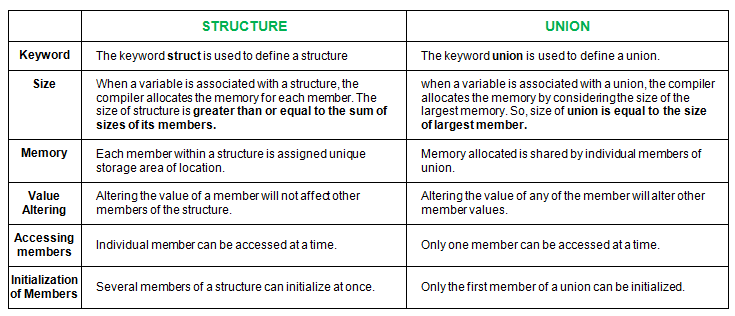 STRUCTURE UNION
Keyword The keyword struct is used to define a structure The keyword union is used to define a union.
Size
When a variable is associated with a structure, the
compiler allocates the memory for each member. The
size of structure is greater than or equal to the sum of
sizes of its members.
when a variable is associated with a union, the compiler
allocates the memory by considering the size of the
largest memory. So, size of union is equal to the size
of largest member.
Memory
Each member within a structure is assigned unique
storage area of location.
Memory allocated is shared by individual members of
union.
Value
Altering
Altering the value of a member will not affect other
members of the structure.
Altering the value of any of the member will alter other
member values.
Accessing
members
Individual member can be accessed at a time.
Only one member can be accessed at a time.
Initialization
of Members
Several members of a structure can initialize at once.
Only the first member of a union can be initialized.